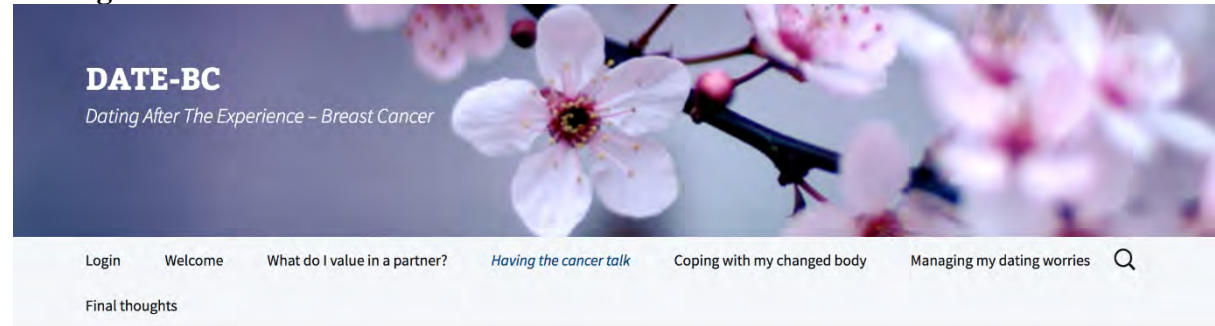 DATE-BC
Dating After The Experience – Breast Cancer
Login Welcome What do I value in a partner? Having the cancer talk Coping with my changed body Managing my dating worries
Final thoughts